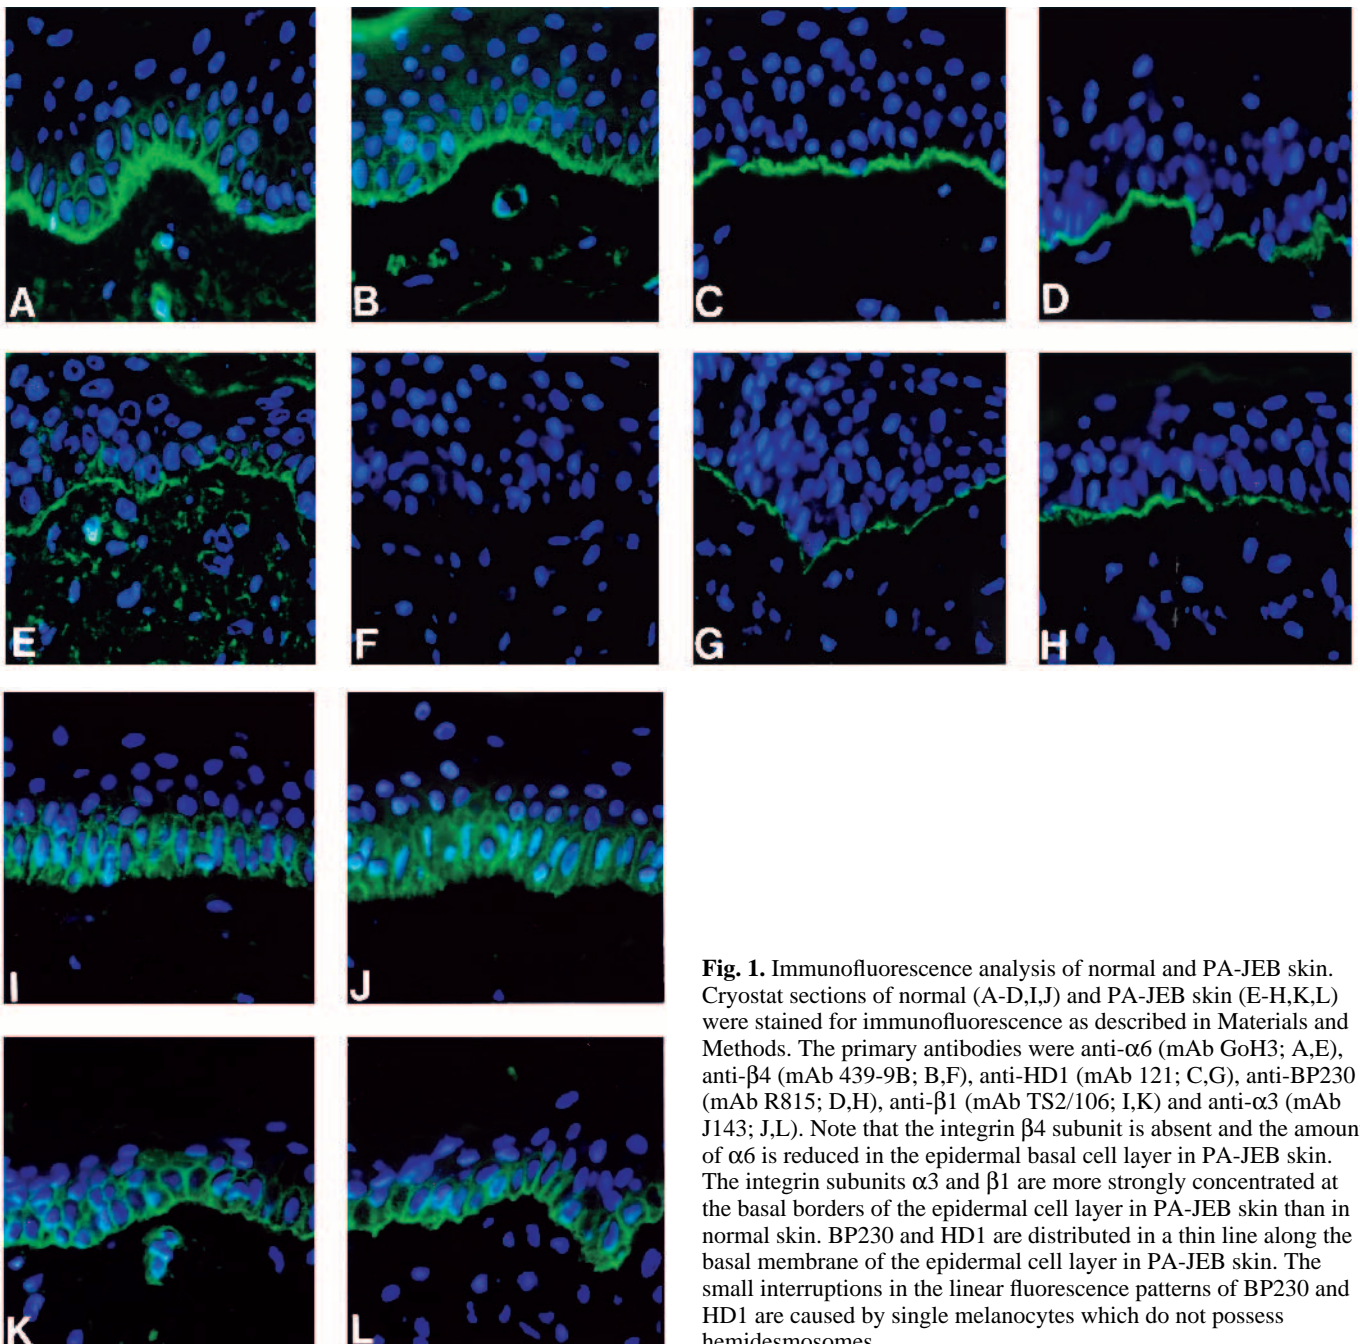 A
B
C
D
E
F
G
H
I
J
K
L
Fig. 1. Immunofluorescence analysis of normal and PA-JEB skin.
Cryostat sections of normal (A-D,I,J) and PA-JEB skin (E-H,K,L)
were stained for immunofluorescence as described in Materials and
Methods. The primary antibodies were anti-α6 (mAb GoH3; A,E),
anti-β4 (mAb 439-9B; B,F), anti-HD1 (mAb 121; C,G), anti-BP230
(mAb R815; D,H), anti-β1 (mAb TS2/106; I,K) and anti-α3 (mAb
J143; J,L). Note that the integrin β4 subunit is absent and the amoun
of α6 is reduced in the epidermal basal cell layer in PA-JEB skin.
The integrin subunits α3 and β1 are more strongly concentrated at
the basal borders of the epidermal cell layer in PA-JEB skin than in
normal skin. BP230 and HD1 are distributed in a thin line along the
basal membrane of the epidermal cell layer in PA-JEB skin. The
small interruptions in the linear fluorescence patterns of BP230 and
HD1 are caused by single melanocytes which do not possess
hemidesmosomes